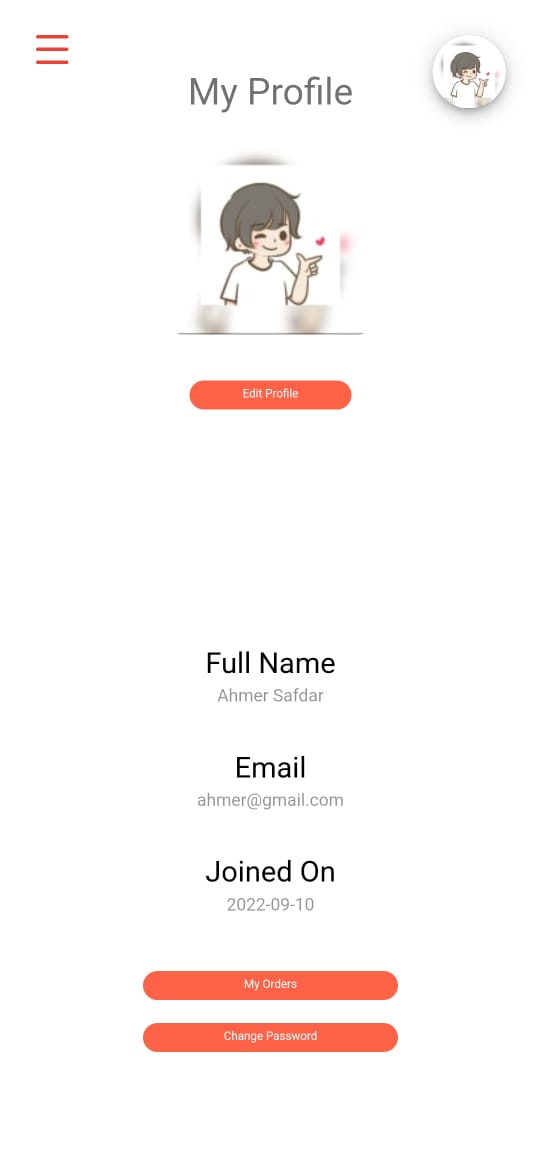 My Profile
Edit Profile
Full Name
Ahmer Safdar
Email
ahmer@gmail.com
Joined On
2022-09-10
My Orders
Change Password